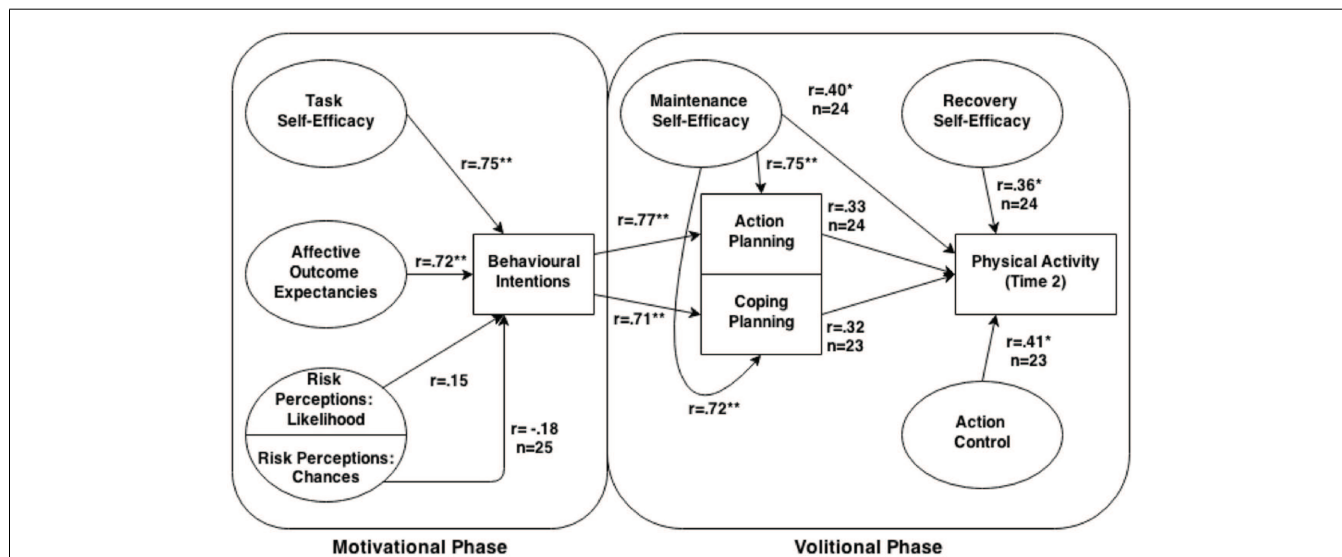 Task
Self-Efficacy
r=.75**
Affective
Outcome
Expectancies
r=.72**
Behavioural
Intentions
Risk
Perceptions:
Likelihood
r=.15
Risk Perceptions:
Chances
r= -.18
n=25
Motivational Phase
Maintenance
Self-Efficacy
r=.40*
n=24
Recovery
Self-Efficacy
r=.75**
r=.36*
n=24
r=.77**
Action
Planning
r=.33
n=24
Physical Activity
(Time 2)
r=.71**
Coping
Planning
r=.32
n=23
r=.72**
r=.41*
n=23
Action
Control
Volitional Phase